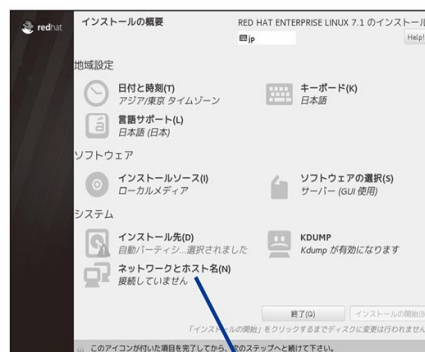 redhat
インストールの概要
RED HAT ENTERPRISE LINUX 7.1 のインストール
jp
Help!
地域設定
日付と時刻(T)
アジア/東京 タイムゾーン
キーボード(K)
日本語
言語サポート(L)
日本語 (日本)
ソフトウェア
インストールソース(I)
ローカルメディア
ソフトウェアの選択(S)
サーバー (GUI 使用)
システム
インストール先(D)
自動パーティシ...選択されました
KDUMP
Kdump が有効になります
ネットワークとホスト名(N)
接続していません
終了(Q)
インストールの開始(B
「インストールの開始」をクリックするまでディスクに変更は行われません
このアイコンが付いた項目を完了してから、次のステップへと続けて下さい。